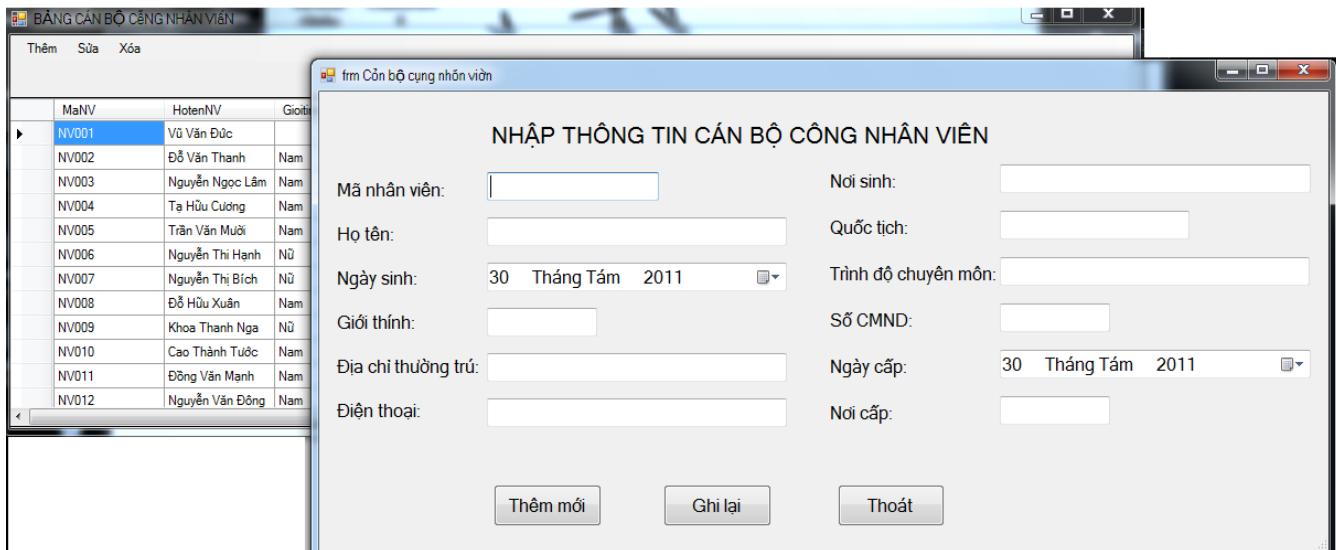 BẢNG CÁN BỘ CÔNG NHÂN VIÊN
Thêm Sửa Xóa
MaNV HotenNV
NV001 Vũ Văn Đức
NV002 Đỗ Văn Thanh Nam
NV003 Nguyễn Ngọc Lâm Nam
NV004 Tạ Hữu Cương Nam
NV005 Trần Văn Mười Nam
NV006 Nguyễn Thi Hạnh Nữ
NV007 Nguyễn Thị Bích Nữ
NV008 Đỗ Hữu Xuân Nam
NV009 Khoa Thanh Nga Nữ
NV010 Cao Thành Tước Nam
NV011 Đồng Văn Mạnh Nam
NV012 Nguyễn Văn Đông Nam
frm Cỏn bộ cụng nhõn viờn
NHẬP THÔNG TIN CÁN BỘ CÔNG NHÂN VIÊN
Mã nhân viên:
Họ tên:
Ngày sinh: 30 Tháng Tám 2011
Giới thính:
Địa chỉ thường trú:
Điện thoại:
Nơi sinh:
Quốc tịch:
Trình độ chuyên môn:
Số CMND:
Ngày cấp: 30 Tháng Tám 2011
Nơi cấp:
Thêm mới Ghi lại Thoát